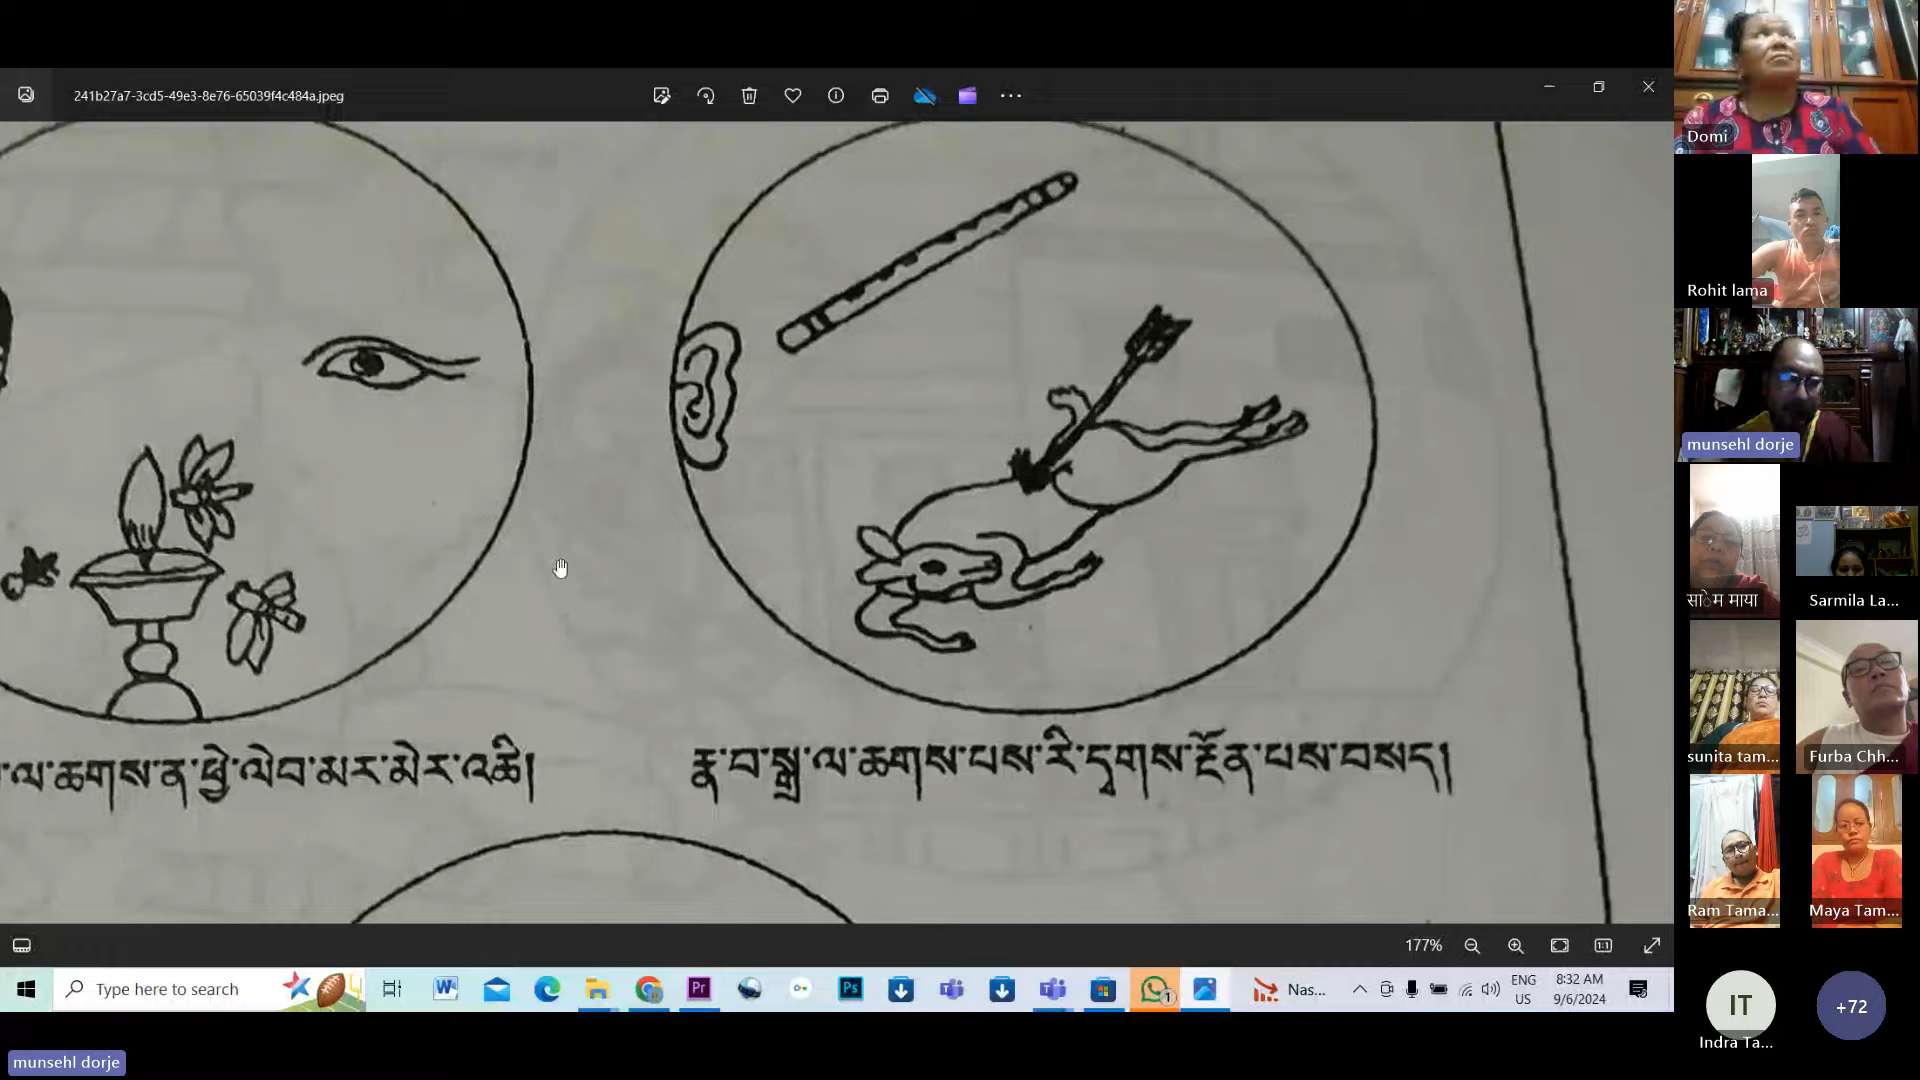 241b27a7-3cd5-49e3-8e76-65039f4c484a.jpeg
ལ་ཆགས་ན་ཕྱེ་ལེབ་མར་མེར་འཆི།
རྣ་བ་སྒྲ་ལ་ཆགས་པས་རི་དྭགས་རྔོན་པས་བསད།
177%
Type here to search
Nas...
ENG
US
8:32 AM
9/6/2024
munsehl dorje
Domi
Rohit lama
munsehl dorje
सोम माया
Sarmila La...
sunita tam...
Furba Chh...
Ram Tama...
Maya Tam...
IT
Indra Ta...
+72